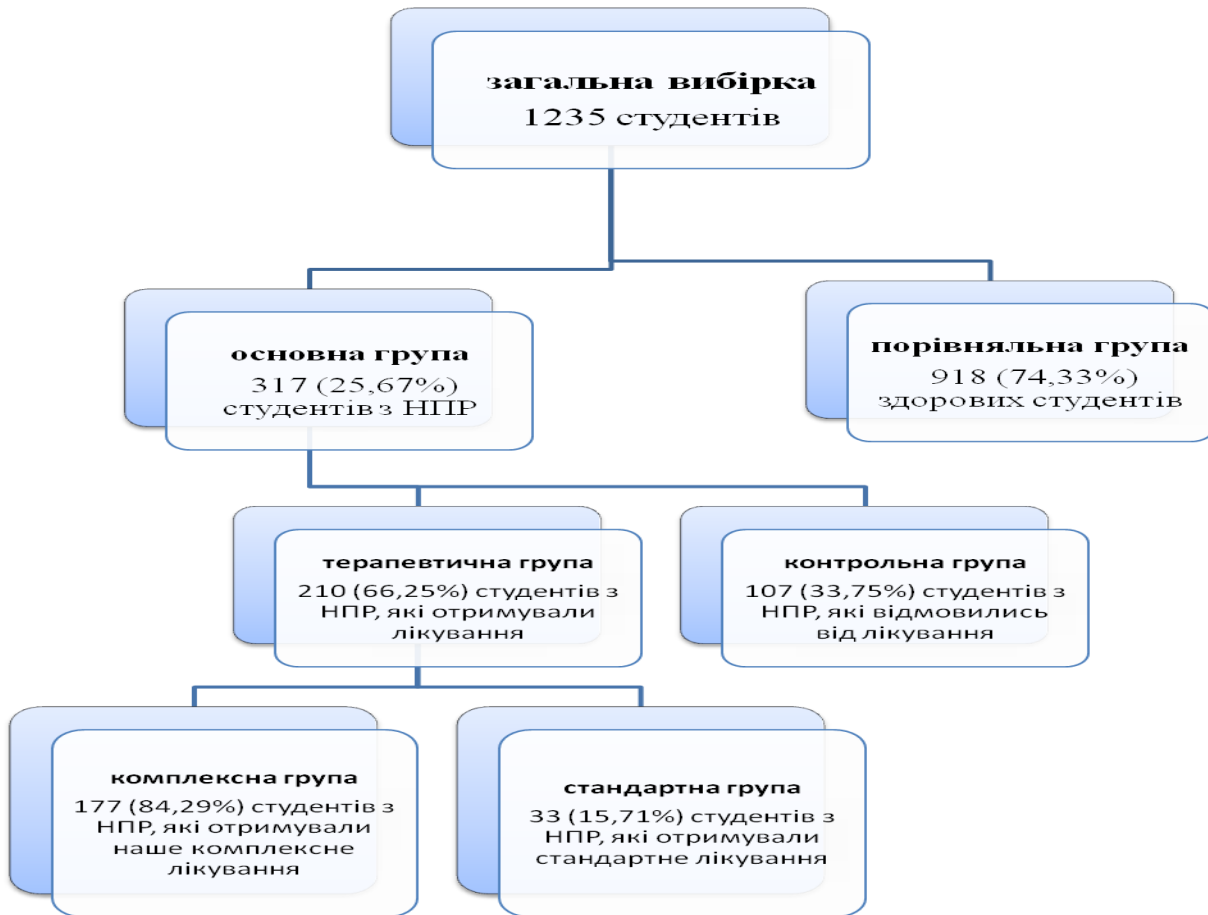 загальна вибірка
1235 студентів
основна група
317 (25,67%)
студентів з НПР
порівняльна група
918 (74,33%)
здорових студентів
терапевтична група
210 (66,25%) студентів з
НПР, які отримували
лікування
контрольна група
107 (33,75%) студентів з
НПР, які відмовились
від лікування
комплексна група
177 (84,29%) студентів з
НПР, які отримували
наше комплексне
лікування
стандартна група
33 (15,71%) студентів з
НПР, які отримували
стандартне лікування